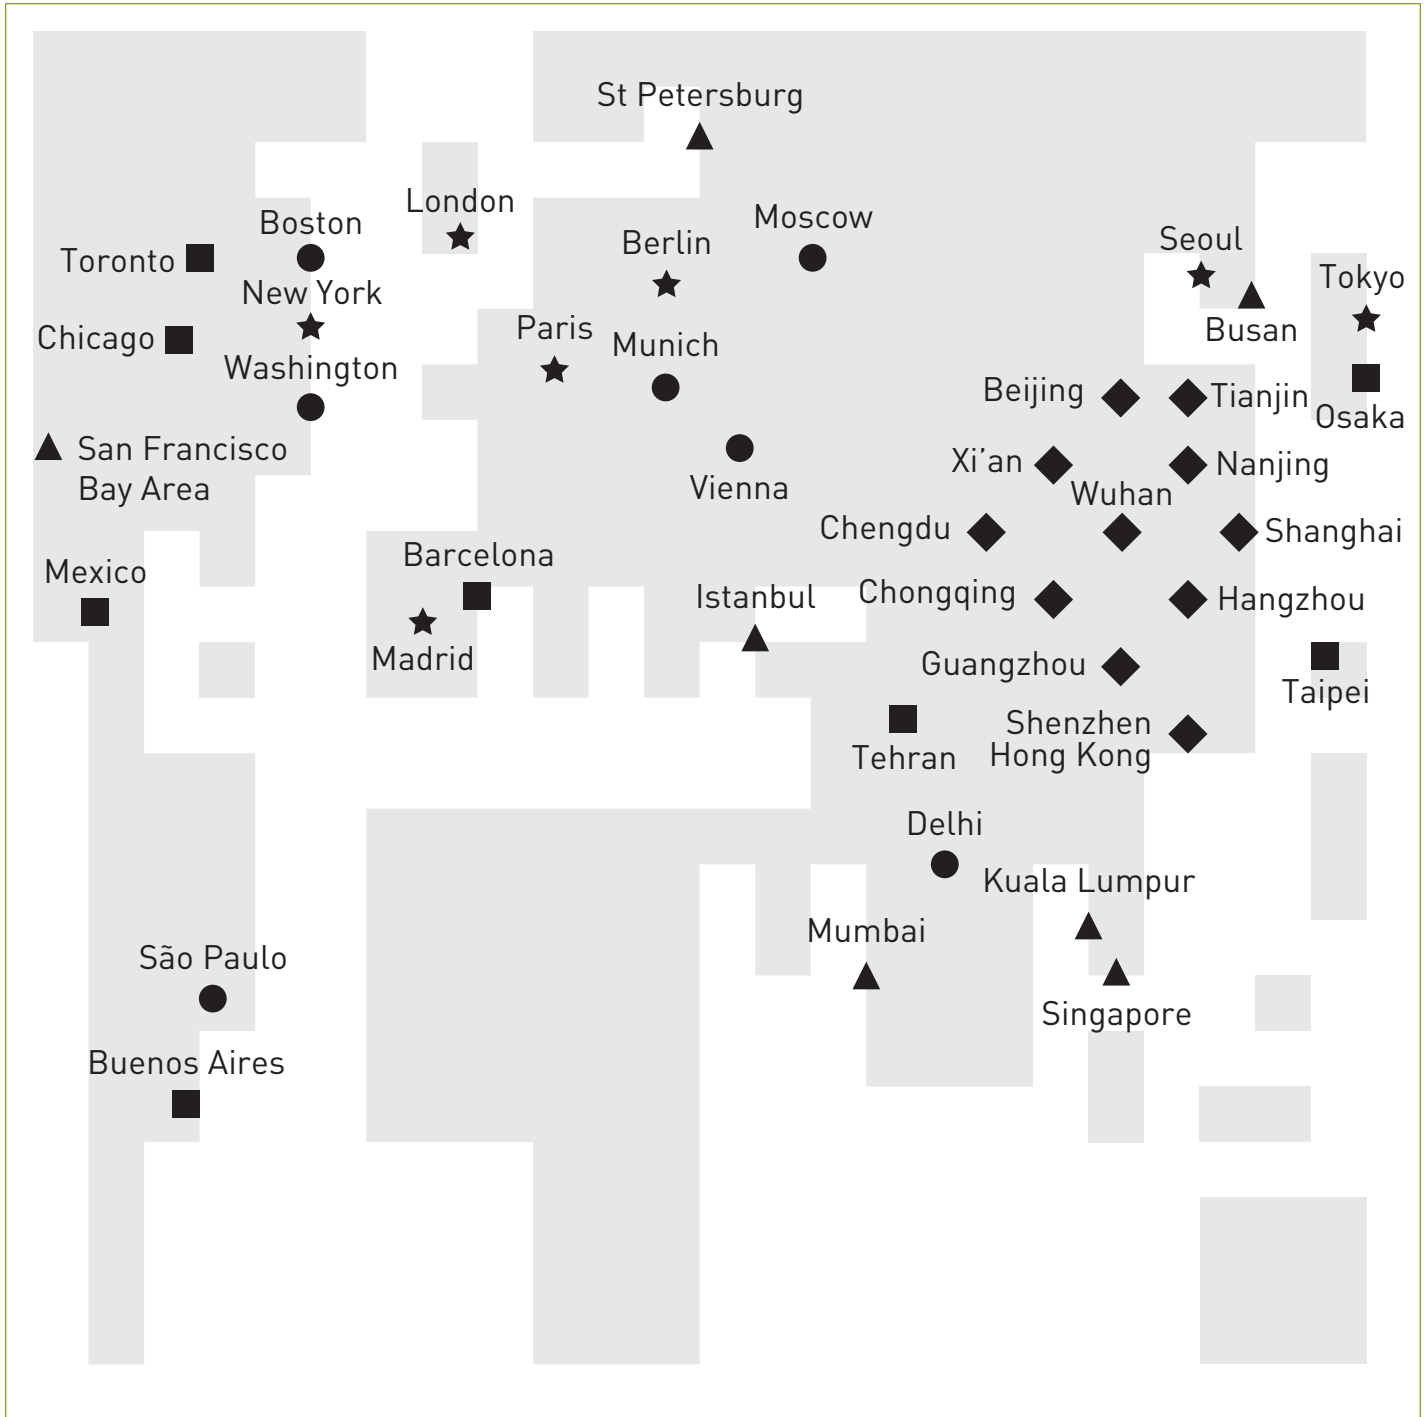 St Petersburg
London
Boston
Moscow
Berlin
Seoul
Toronto
Tokyo
New York
Paris
Busan
Chicago
Munich
Washington
Beijing
Tianjin
Osaka
San Francisco
Bay Area
Xi’an
Nanjing
Vienna
Wuhan
Chengdu
Shanghai
Barcelona
Mexico
Istanbul
Chongqing
Hangzhou
Madrid
Guangzhou
Taipei
Shenzhen
Hong Kong
Tehran
Delhi
Kuala Lumpur
Mumbai
São Paulo
Singapore
Buenos Aires